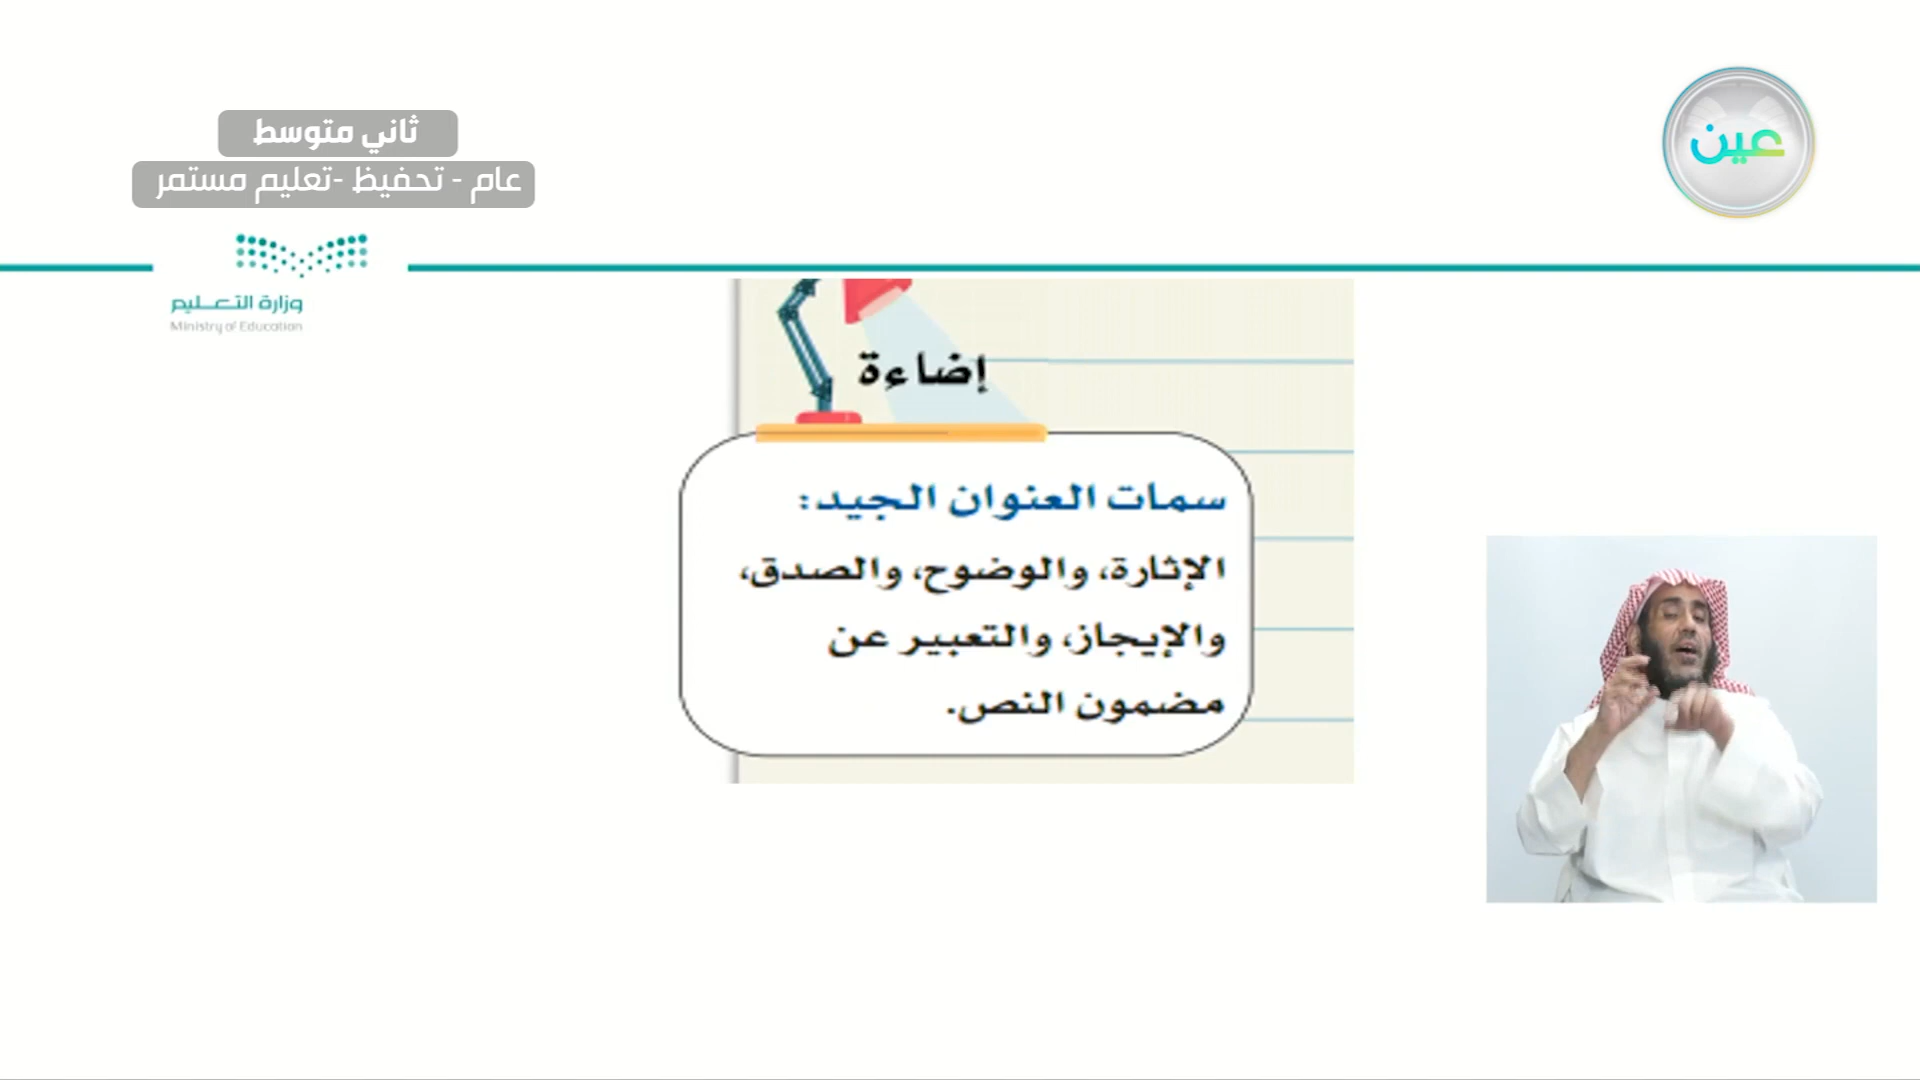 ثاني متوسط
عام - تحفيظ -تعليم مستمر
عين
وزارة التعـــليم
Ministry of Education
إضاءة
سمات العنوان الجيد:
الإثارة، والوضوح، والصدق،
والإيجاز، والتعبير عن
مضمون النص.